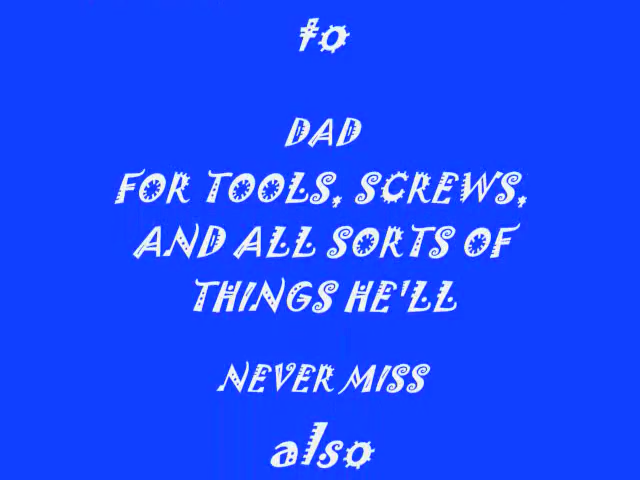 to
DAD
FOR TOOLS, SCREWS,
AND ALL SORTS OF
THINGS HE'LL
NEVER MISS
also